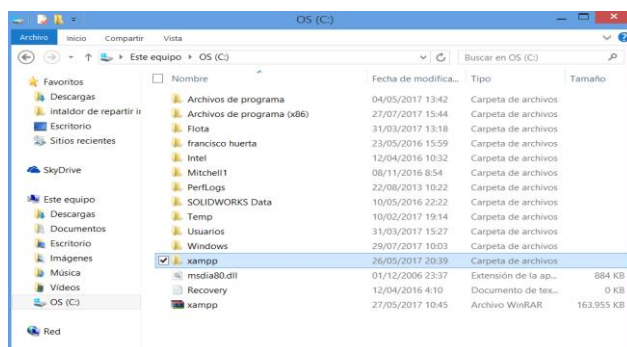 OS (C:)
Archivo Inicio Compartir Vista
Este equipo OS (C:) Buscar en OS (C:)
Nombre Fecha de modifica... Tipo Tamaño
Favoritos
Descargas
intaldor de repartir ir
Escritorio
Sitios recientes
SkyDrive
Este equipo
Descargas
Documentos
Escritorio
Imágenes
Música
Vídeos
OS (C:)
Red
Archivos de programa 04/05/2017 13:42 Carpeta de archivos
Archivos de programa (x86) 27/07/2017 15:44 Carpeta de archivos
Flota 31/03/2017 13:18 Carpeta de archivos
francisco huerta 23/05/2016 15:59 Carpeta de archivos
Intel 12/04/2016 10:32 Carpeta de archivos
Mitchell1 08/11/2016 8:54 Carpeta de archivos
PerfLogs 22/08/2013 10:22 Carpeta de archivos
SOLIDWORKS Data 10/05/2016 22:22 Carpeta de archivos
Temp 10/02/2017 19:14 Carpeta de archivos
Usuarios 31/03/2017 15:27 Carpeta de archivos
Windows 29/07/2017 10:03 Carpeta de archivos
xampp 26/05/2017 20:39 Carpeta de archivos
msdia80.dll 01/12/2006 23:37 Extensión de la ap... 884 KB
Recovery 12/04/2016 4:10 Documento de tex... 0 KB
xampp 27/05/2017 10:45 Archivo WinRAR 163.955 KB